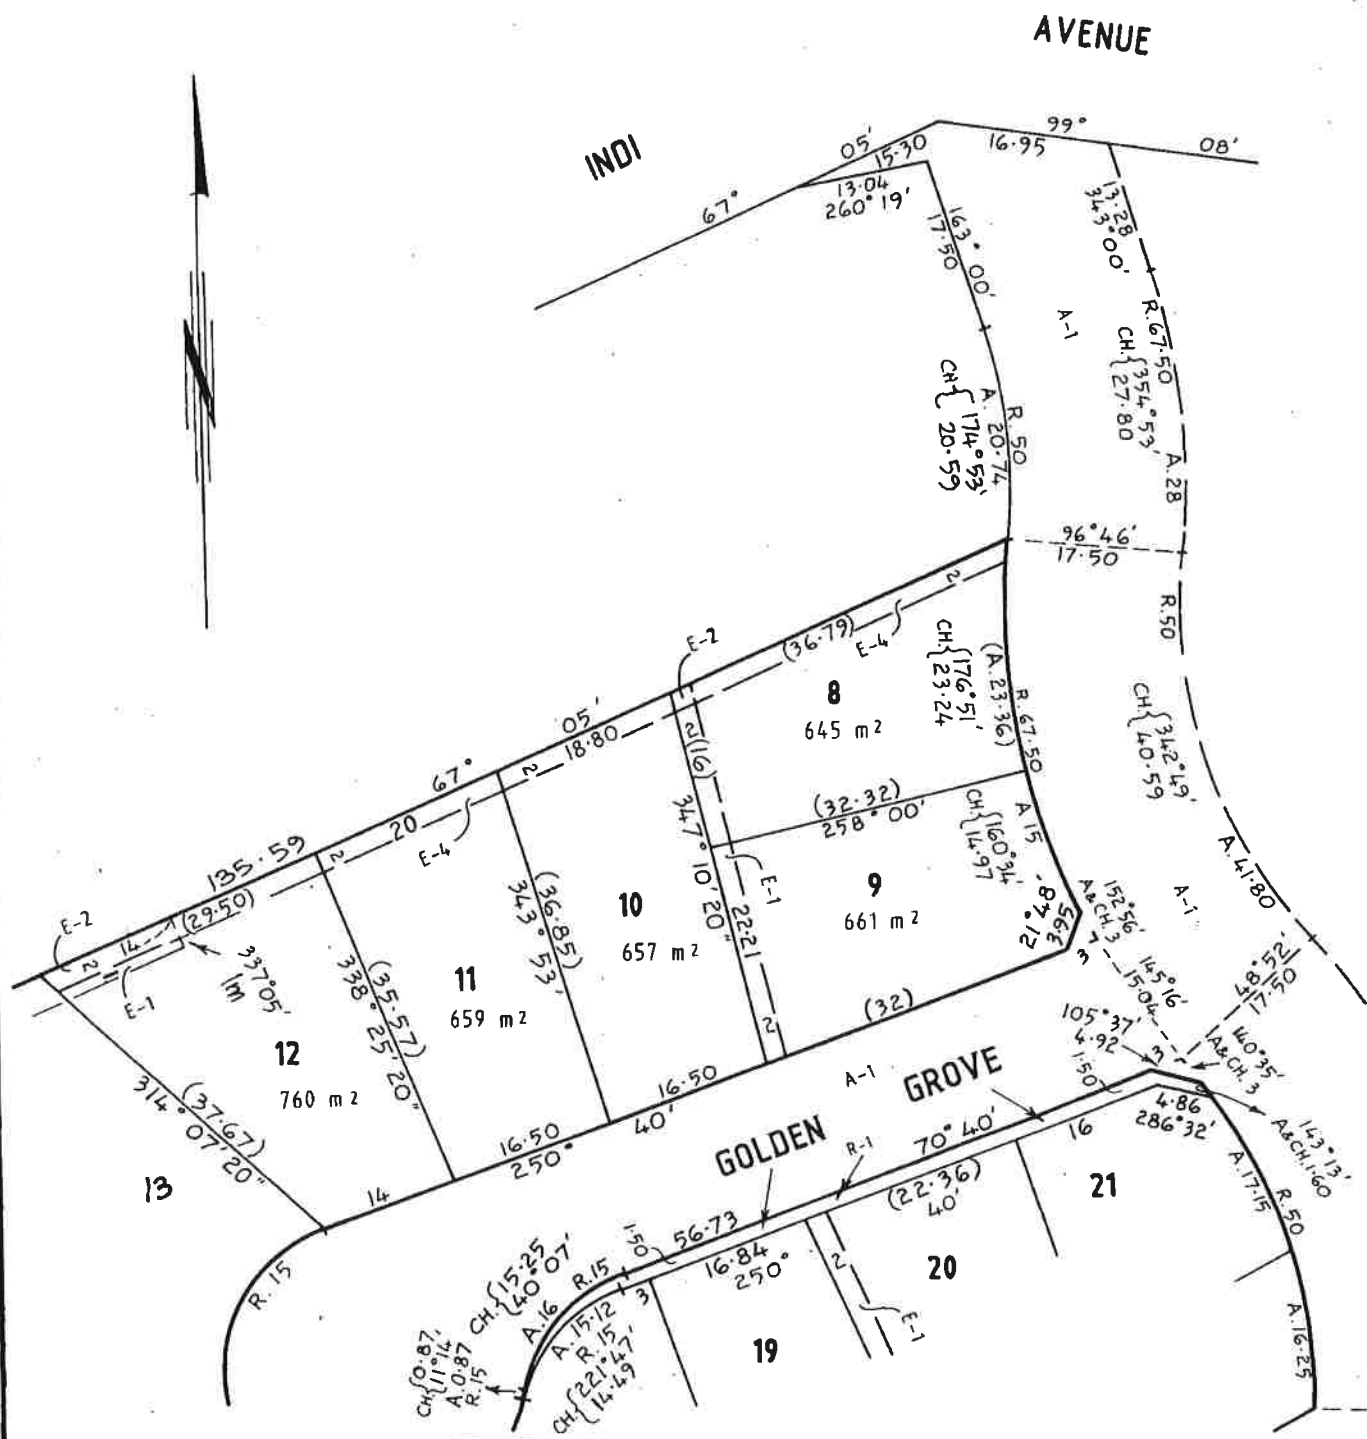 AVENUE
INDI
67°
05'
15·30
13·04
260° 19'
99°
16·95
08'
163° 00'
17·50
13·28
343° 00'
A-1
R. 67·50
CH. { 354° 53'
27·80
A. 28
R. 50
A. 20·74
CH { 174° 53'
20·59
96° 46'
17·50
R. 50
CH { 342° 49'
40·59
A. 41·80
A-1
E-2
(36·79)
E-4
2
8
645 m²
CH. { 176° 51'
23·24
(A. 23·36)
R. 67·50
05'
18·80
2
2(16)
(32·32)
258° 00'
A 15
CH. { 160° 34'
14·97
67°
20
E-4
2
347° 10' 20"
22·21
E-1
9
661 m²
21° 48'
3·95
3
152° 56'
A&CH. 3
145° 16'
15·04
48° 52'
17·50
135·59
(29·50)
E-2
14
2
E-1
337° 05'
1m
(36·85)
343° 53'
10
657 m²
2
(32)
11
659 m²
(35·57)
338° 25' 20"
12
760 m²
(37·67)
314° 07' 20"
13
14
16·50
250°
16·50
40'
A-1
GOLDEN
GROVE
105° 37'
4·92
1·50
3
140° 35'
A&CH. 3
4·86
286° 32'
143° 13'
A&CH. 1·60
A. 17·15
R. 50
A. 16·25
R-1
70° 40'
16
(22·36)
40'
21
20
2
E-1
56·73
16·84
250°
1·50
3
19
R. 15
CH. { 15·25
40° 07'
A. 16
R. 15
A. 15·12
R. 15
CH { 221° 47'
14·49
CH { 0·87
11° 14'
A. 0·87
R. 15